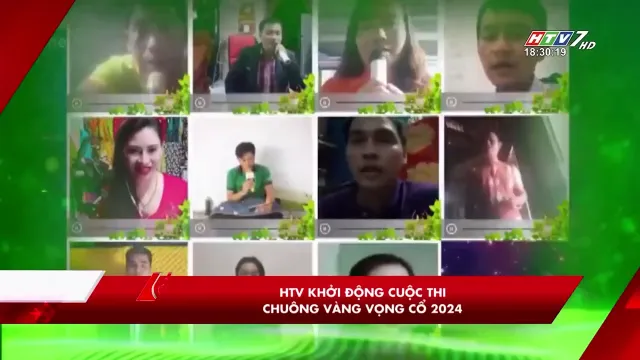 HTV7 HD
18:30:19
HTV KHỞI ĐỘNG CUỘC THI
CHUÔNG VÀNG VỌNG CỔ 2024